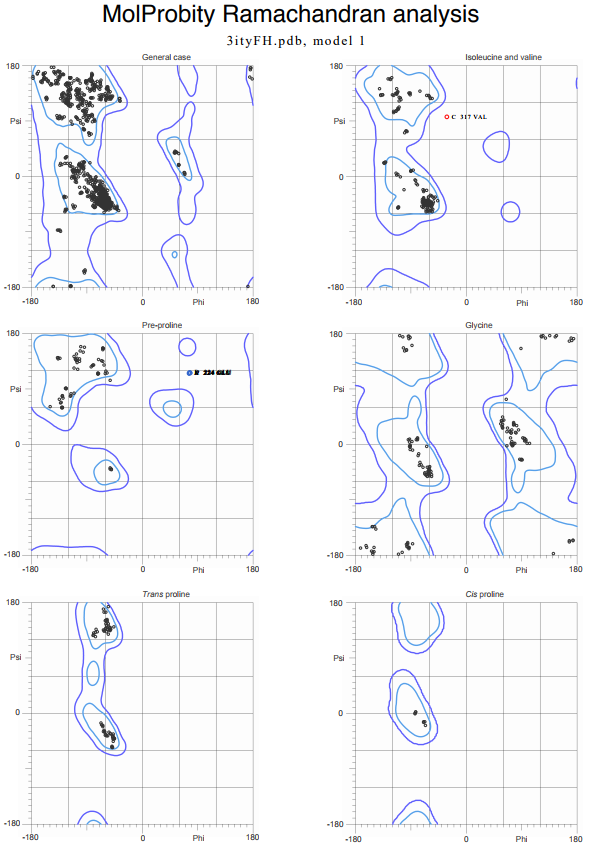 MolProbity Ramachandran analysis
3ityFH.pdb, model 1
General case
180
Psi
0
-180
-180
0
Phi
180
Isoleucine and valine
180
Psi
0
-180
-180
0
Phi
180
C 317 VAL
Pre-proline
180
Psi
0
-180
-180
0
Phi
180
224 GLU
Glycine
180
Psi
0
-180
-180
0
Phi
180
Trans proline
180
Psi
0
-180
-180
0
Phi
180
Cis proline
180
Psi
0
-180
-180
0
Phi
180